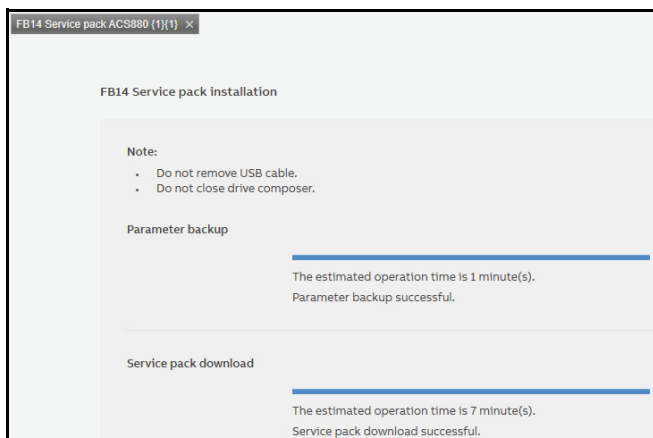 FB14 Service pack ACS880 {1}{1} ×
FB14 Service pack installation
Note:
• Do not remove USB cable.
• Do not close drive composer.
Parameter backup
The estimated operation time is 1 minute(s).
Parameter backup successful.
Service pack download
The estimated operation time is 7 minute(s).
Service pack download successful.